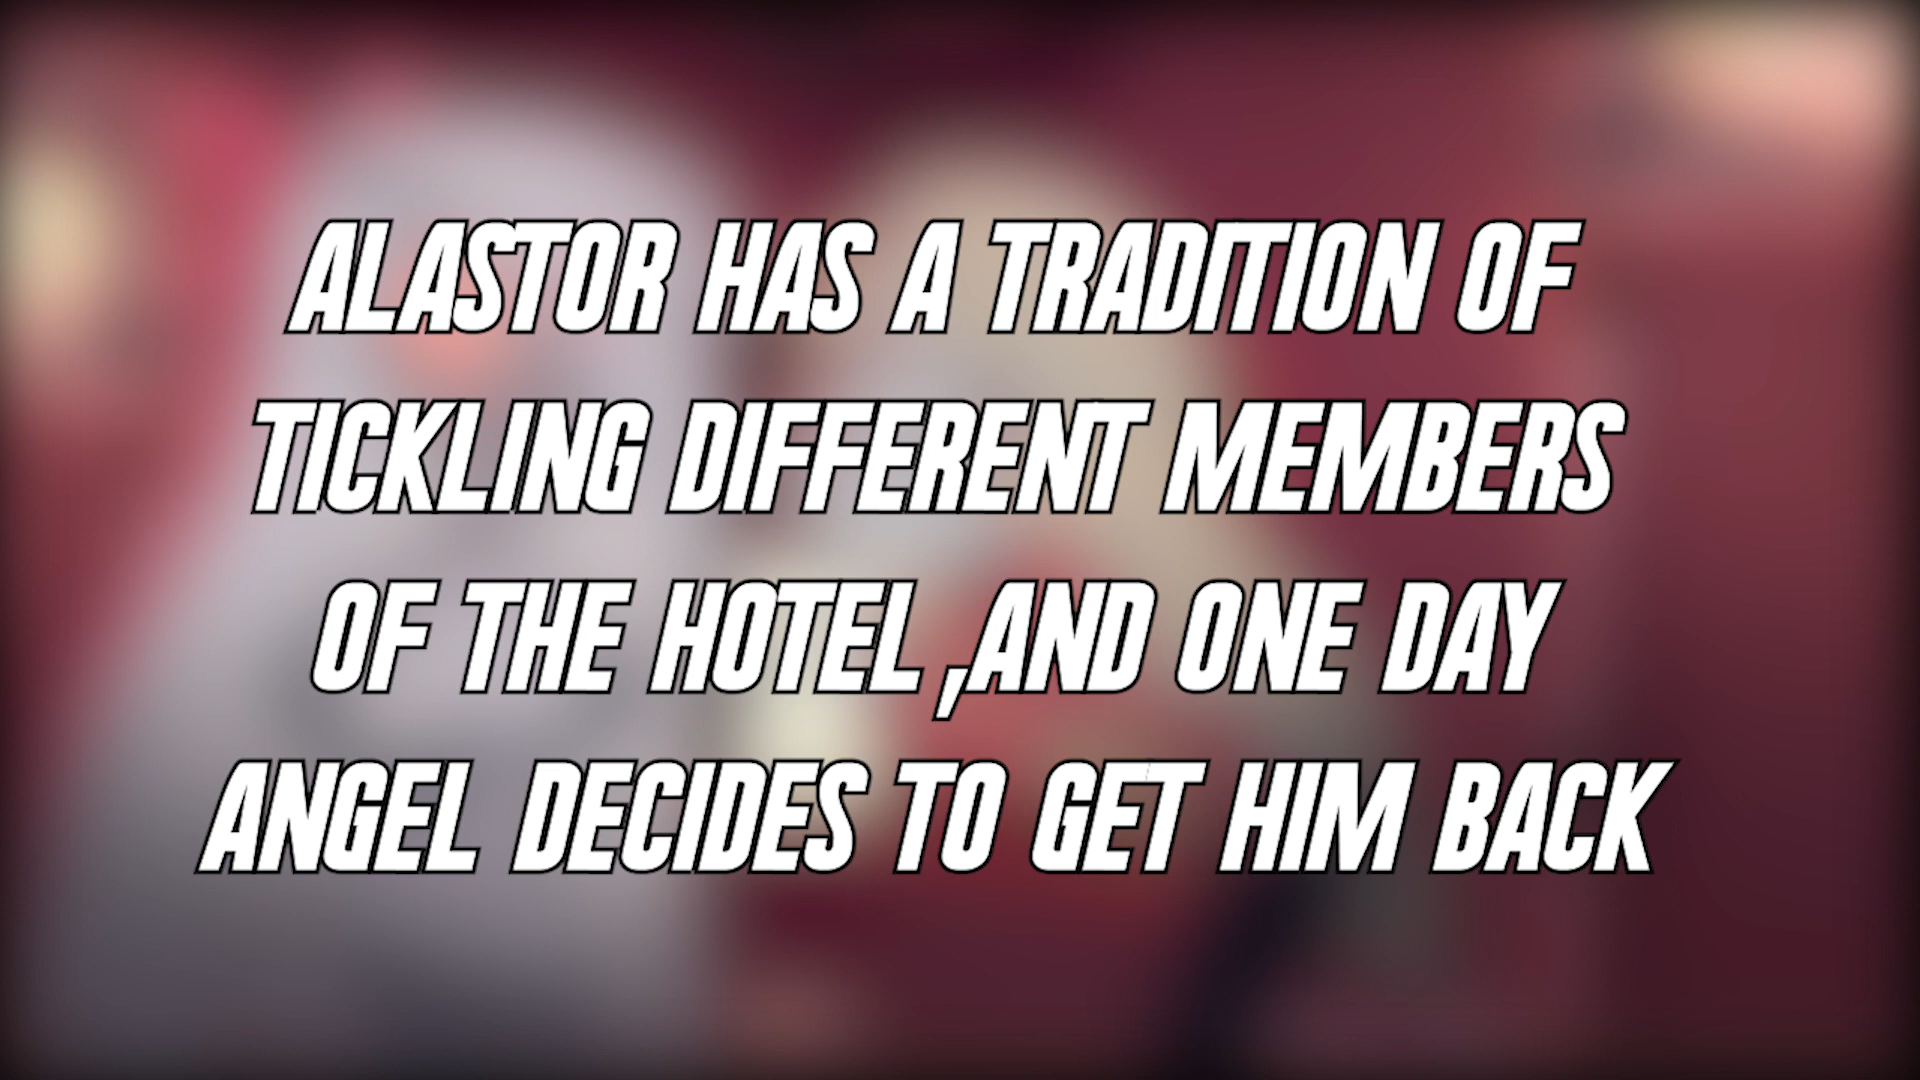 ALASTOR HAS A TRADITION OF
TICKLING DIFFERENT MEMBERS
OF THE HOTEL ,AND ONE DAY
ANGEL DECIDES TO GET HIM BACK